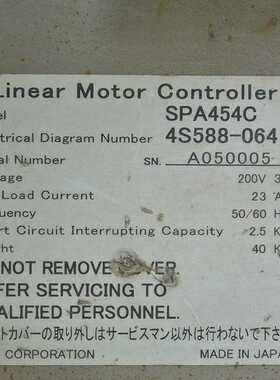 Linear Motor Controller
el SPA454C
trical Diagram Number 4S588-064
al Number SN. A050005
age 200V 3
Load Current 23 A
uency 50/60 H
rt Circuit Interrupting Capacity 2.5 K
ght 40 K
NOT REMOVE COVER.
FER SERVICING TO
ALIFIED PERSONNEL.
トカバーの取り外しはサービスマン以外は行わないで下さ
CORPORATION MADE IN JAPA